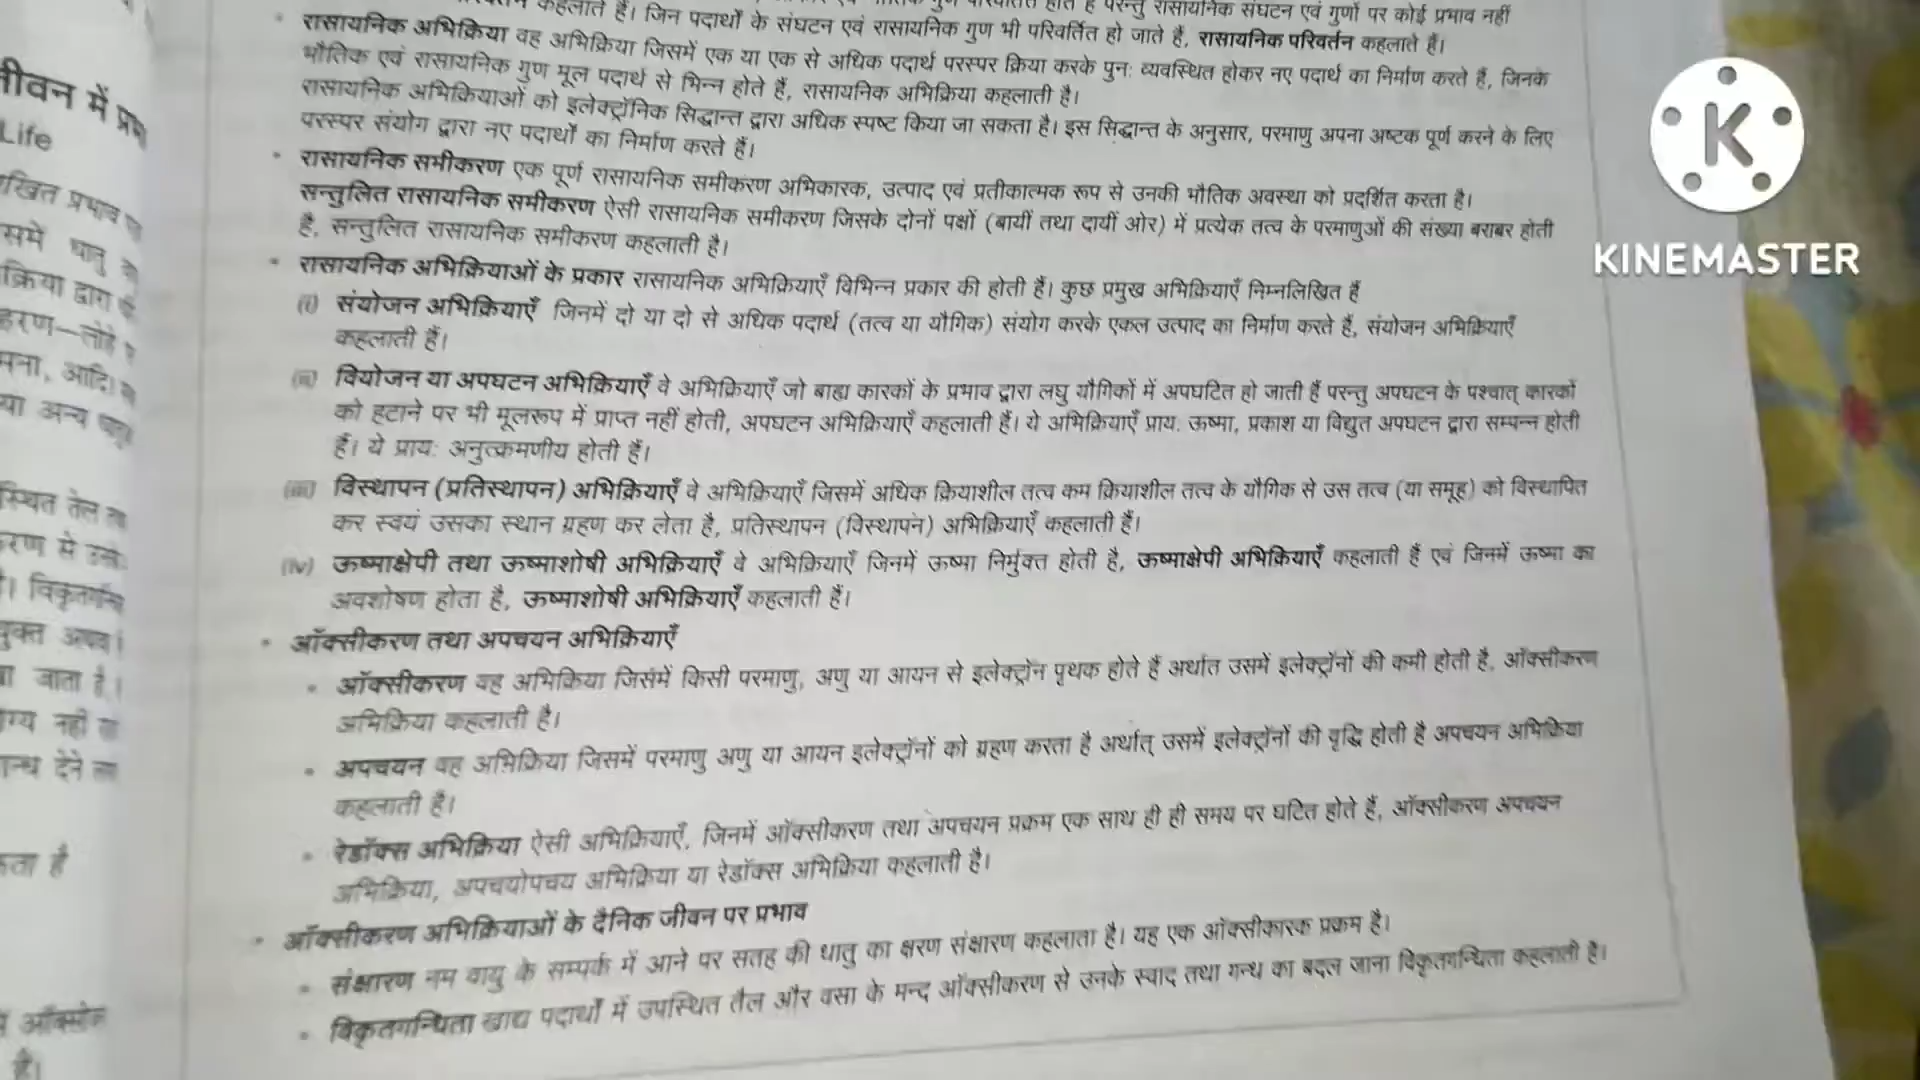 कहलाते हैं। जिन पदार्थों के संघटन एवं रासायनिक गुण भी परिवर्तित हो जाते हैं, रासायनिक परिवर्तन कहलाते हैं।
परन्तु रासायनिक संघटन एवं गुणों पर कोई प्रभाव नहीं
• रासायनिक अभिक्रिया वह अभिक्रिया जिसमें एक या एक से अधिक पदार्थ परस्पर क्रिया करके पुनः व्यवस्थित होकर नए पदार्थ का निर्माण करते हैं, जिनके
भौतिक एवं रासायनिक गुण मूल पदार्थ से भिन्न होते हैं, रासायनिक अभिक्रिया कहलाती है।
रासायनिक अभिक्रियाओं को इलेक्ट्रॉनिक सिद्धान्त द्वारा अधिक स्पष्ट किया जा सकता है। इस सिद्धान्त के अनुसार, परमाणु अपना अष्टक पूर्ण करने के लिए
परस्पर संयोग द्वारा नए पदार्थों का निर्माण करते हैं।
• रासायनिक समीकरण एक पूर्ण रासायनिक समीकरण अभिकारक, उत्पाद एवं प्रतीकात्मक रूप से उनकी भौतिक अवस्था को प्रदर्शित करता है।
सन्तुलित रासायनिक समीकरण ऐसी रासायनिक समीकरण जिसके दोनों पक्षों (बायीं तथा दायीं ओर) में प्रत्येक तत्व के परमाणुओं की संख्या बराबर होती
है, सन्तुलित रासायनिक समीकरण कहलाती है।
• रासायनिक अभिक्रियाओं के प्रकार रासायनिक अभिक्रियाएँ विभिन्न प्रकार की होती हैं। कुछ प्रमुख अभिक्रियाएँ निम्नलिखित हैं
(i) संयोजन अभिक्रियाएँ जिनमें दो या दो से अधिक पदार्थ (तत्व या यौगिक) संयोग करके एकल उत्पाद का निर्माण करते हैं, संयोजन अभिक्रियाएँ
कहलाती हैं।
(ii) वियोजन या अपघटन अभिक्रियाएँ वे अभिक्रियाएँ जो बाह्य कारकों के प्रभाव द्वारा लघु यौगिकों में अपघटित हो जाती हैं परन्तु अपघटन के पश्चात् कारकों
को हटाने पर भी मूलरूप में प्राप्त नहीं होती, अपघटन अभिक्रियाएँ कहलाती हैं। ये अभिक्रियाएँ प्रायः ऊष्मा, प्रकाश या विद्युत अपघटन द्वारा सम्पन्न होती
हैं। ये प्रायः अनुत्क्रमणीय होती हैं।
(iii) विस्थापन (प्रतिस्थापन) अभिक्रियाएँ वे अभिक्रियाएँ जिसमें अधिक क्रियाशील तत्व कम क्रियाशील तत्व के यौगिक से उस तत्व (या समूह) को विस्थापित
कर स्वयं उसका स्थान ग्रहण कर लेता है, प्रतिस्थापन (विस्थापन) अभिक्रियाएँ कहलाती हैं।
(iv) ऊष्माक्षेपी तथा ऊष्माशोषी अभिक्रियाएँ वे अभिक्रियाएँ जिनमें ऊष्मा निर्मुक्त होती है, ऊष्माक्षेपी अभिक्रियाएँ कहलाती हैं एवं जिनमें ऊष्मा का
अवशोषण होता है, ऊष्माशोषी अभिक्रियाएँ कहलाती हैं।
• ऑक्सीकरण तथा अपचयन अभिक्रियाएँ
• ऑक्सीकरण वह अभिक्रिया जिसमें किसी परमाणु, अणु या आयन से इलेक्ट्रॉन पृथक होते हैं अर्थात उसमें इलेक्ट्रॉनों की कमी होती है, ऑक्सीकरण
अभिक्रिया कहलाती है।
• अपचयन वह अभिक्रिया जिसमें परमाणु अणु या आयन इलेक्ट्रॉनों को ग्रहण करता है अर्थात् उसमें इलेक्ट्रॉनों की वृद्धि होती है अपचयन अभिक्रिया
कहलाती है।
• रेडॉक्स अभिक्रिया ऐसी अभिक्रियाएँ, जिनमें ऑक्सीकरण तथा अपचयन प्रक्रम एक साथ ही ही समय पर घटित होते हैं, ऑक्सीकरण अपचयन
अभिक्रिया, अपचयोपचय अभिक्रिया या रेडॉक्स अभिक्रिया कहलाती है।
• ऑक्सीकरण अभिक्रियाओं के दैनिक जीवन पर प्रभाव
• संक्षारण नम वायु के सम्पर्क में आने पर सतह की धातु का क्षरण संक्षारण कहलाता है। यह एक ऑक्सीकारक प्रक्रम है।
• विकृतगन्धिता खाद्य पदार्थों में उपस्थित तैल और वसा के मन्द ऑक्सीकरण से उनके स्वाद तथा गन्ध का बदल जाना विकृतगन्धिता कहलाती है।
में
Life
प्रभाव
धातु
क्रिया द्वारा
आदि।
या अन्य
तेल
जाता है।
नहीं
देने
है
है।
K
KINEMASTER